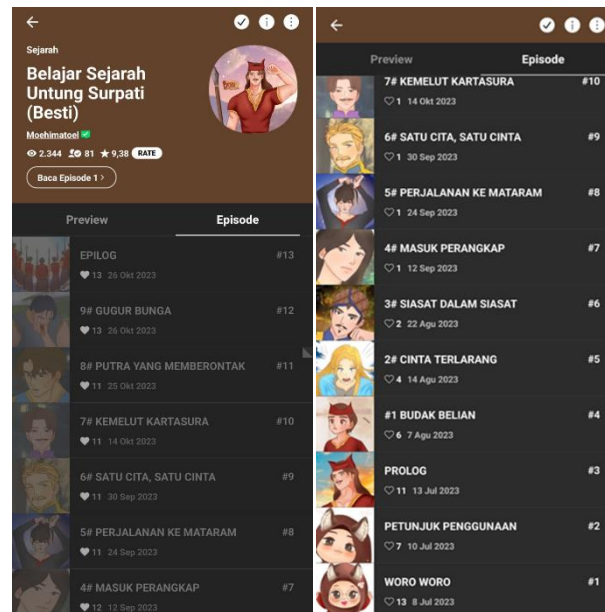 Sejarah
Belajar Sejarah
Untung Surpati
(Besti)
Moehimatoel
2.344 81 9,38 RATE
Baca Episode 1 >
Preview Episode
EPILOG #13
13 26 Okt 2023
9# GUGUR BUNGA #12
13 26 Okt 2023
8# PUTRA YANG MEMBERONTAK #11
11 25 Okt 2023
7# KEMELUT KARTASURA #10
11 14 Okt 2023
6# SATU CITA, SATU CINTA #9
11 30 Sep 2023
5# PERJALANAN KE MATARAM #8
11 24 Sep 2023
4# MASUK PERANGKAP #7
12 12 Sep 2023
Preview Episode
7# KEMELUT KARTASURA #10
1 14 Okt 2023
6# SATU CITA, SATU CINTA #9
1 30 Sep 2023
5# PERJALANAN KE MATARAM #8
1 24 Sep 2023
4# MASUK PERANGKAP #7
1 12 Sep 2023
3# SIASAT DALAM SIASAT #6
2 22 Agu 2023
2# CINTA TERLARANG #5
4 14 Agu 2023
#1 BUDAK BELIAN #4
6 7 Agu 2023
PROLOG #3
11 13 Jul 2023
PETUNJUK PENGGUNAAN #2
7 10 Jul 2023
WORO WORO #1
13 8 Jul 2023